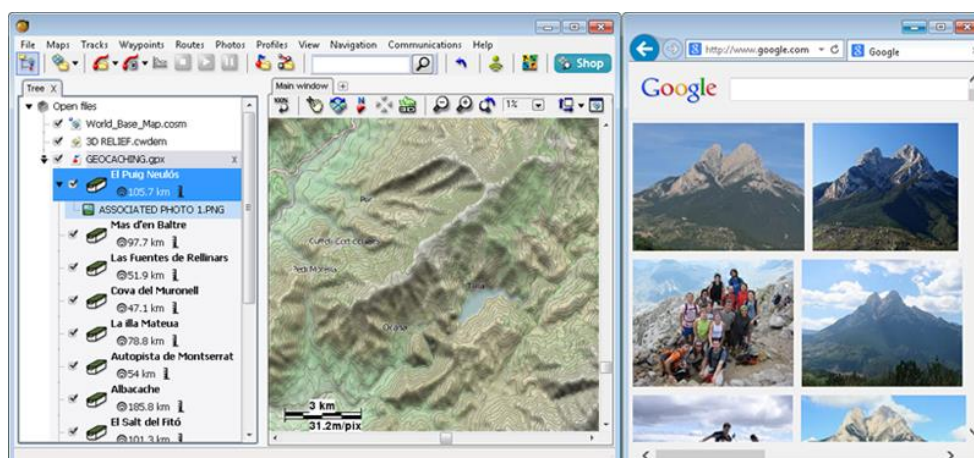 File Maps Tracks Waypoints Routes Photos Profiles View Navigation Communications Help
Shop
Tree X
Open files
World_Base_Map.cosm
3D RELIEF.cwdem
GEOCACHING.gpx x
El Puig Neulós
105.7 km
ASSOCIATED PHOTO 1.PNG
Mas d'en Baltre
97.7 km
Las Fuentes de Rellinars
51.9 km
Cova del Muronell
47.1 km
La illa Mateua
78.8 km
Autopista de Montserrat
54 km
Albacache
185.8 km
El Salt del Fitó
101.3 km
Main window
100%
1%
Ocaña
3 km
31.2m/pix
http://www.google.com
Google
Google